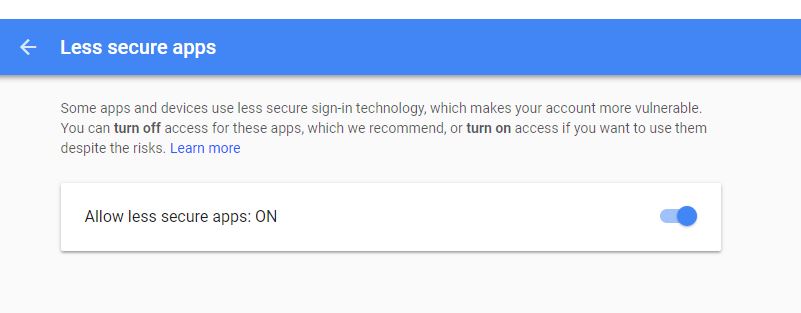 Less secure apps
Some apps and devices use less secure sign-in technology, which makes your account more vulnerable.
You can turn off access for these apps, which we recommend, or turn on access if you want to use them
despite the risks. Learn more
Allow less secure apps: ON